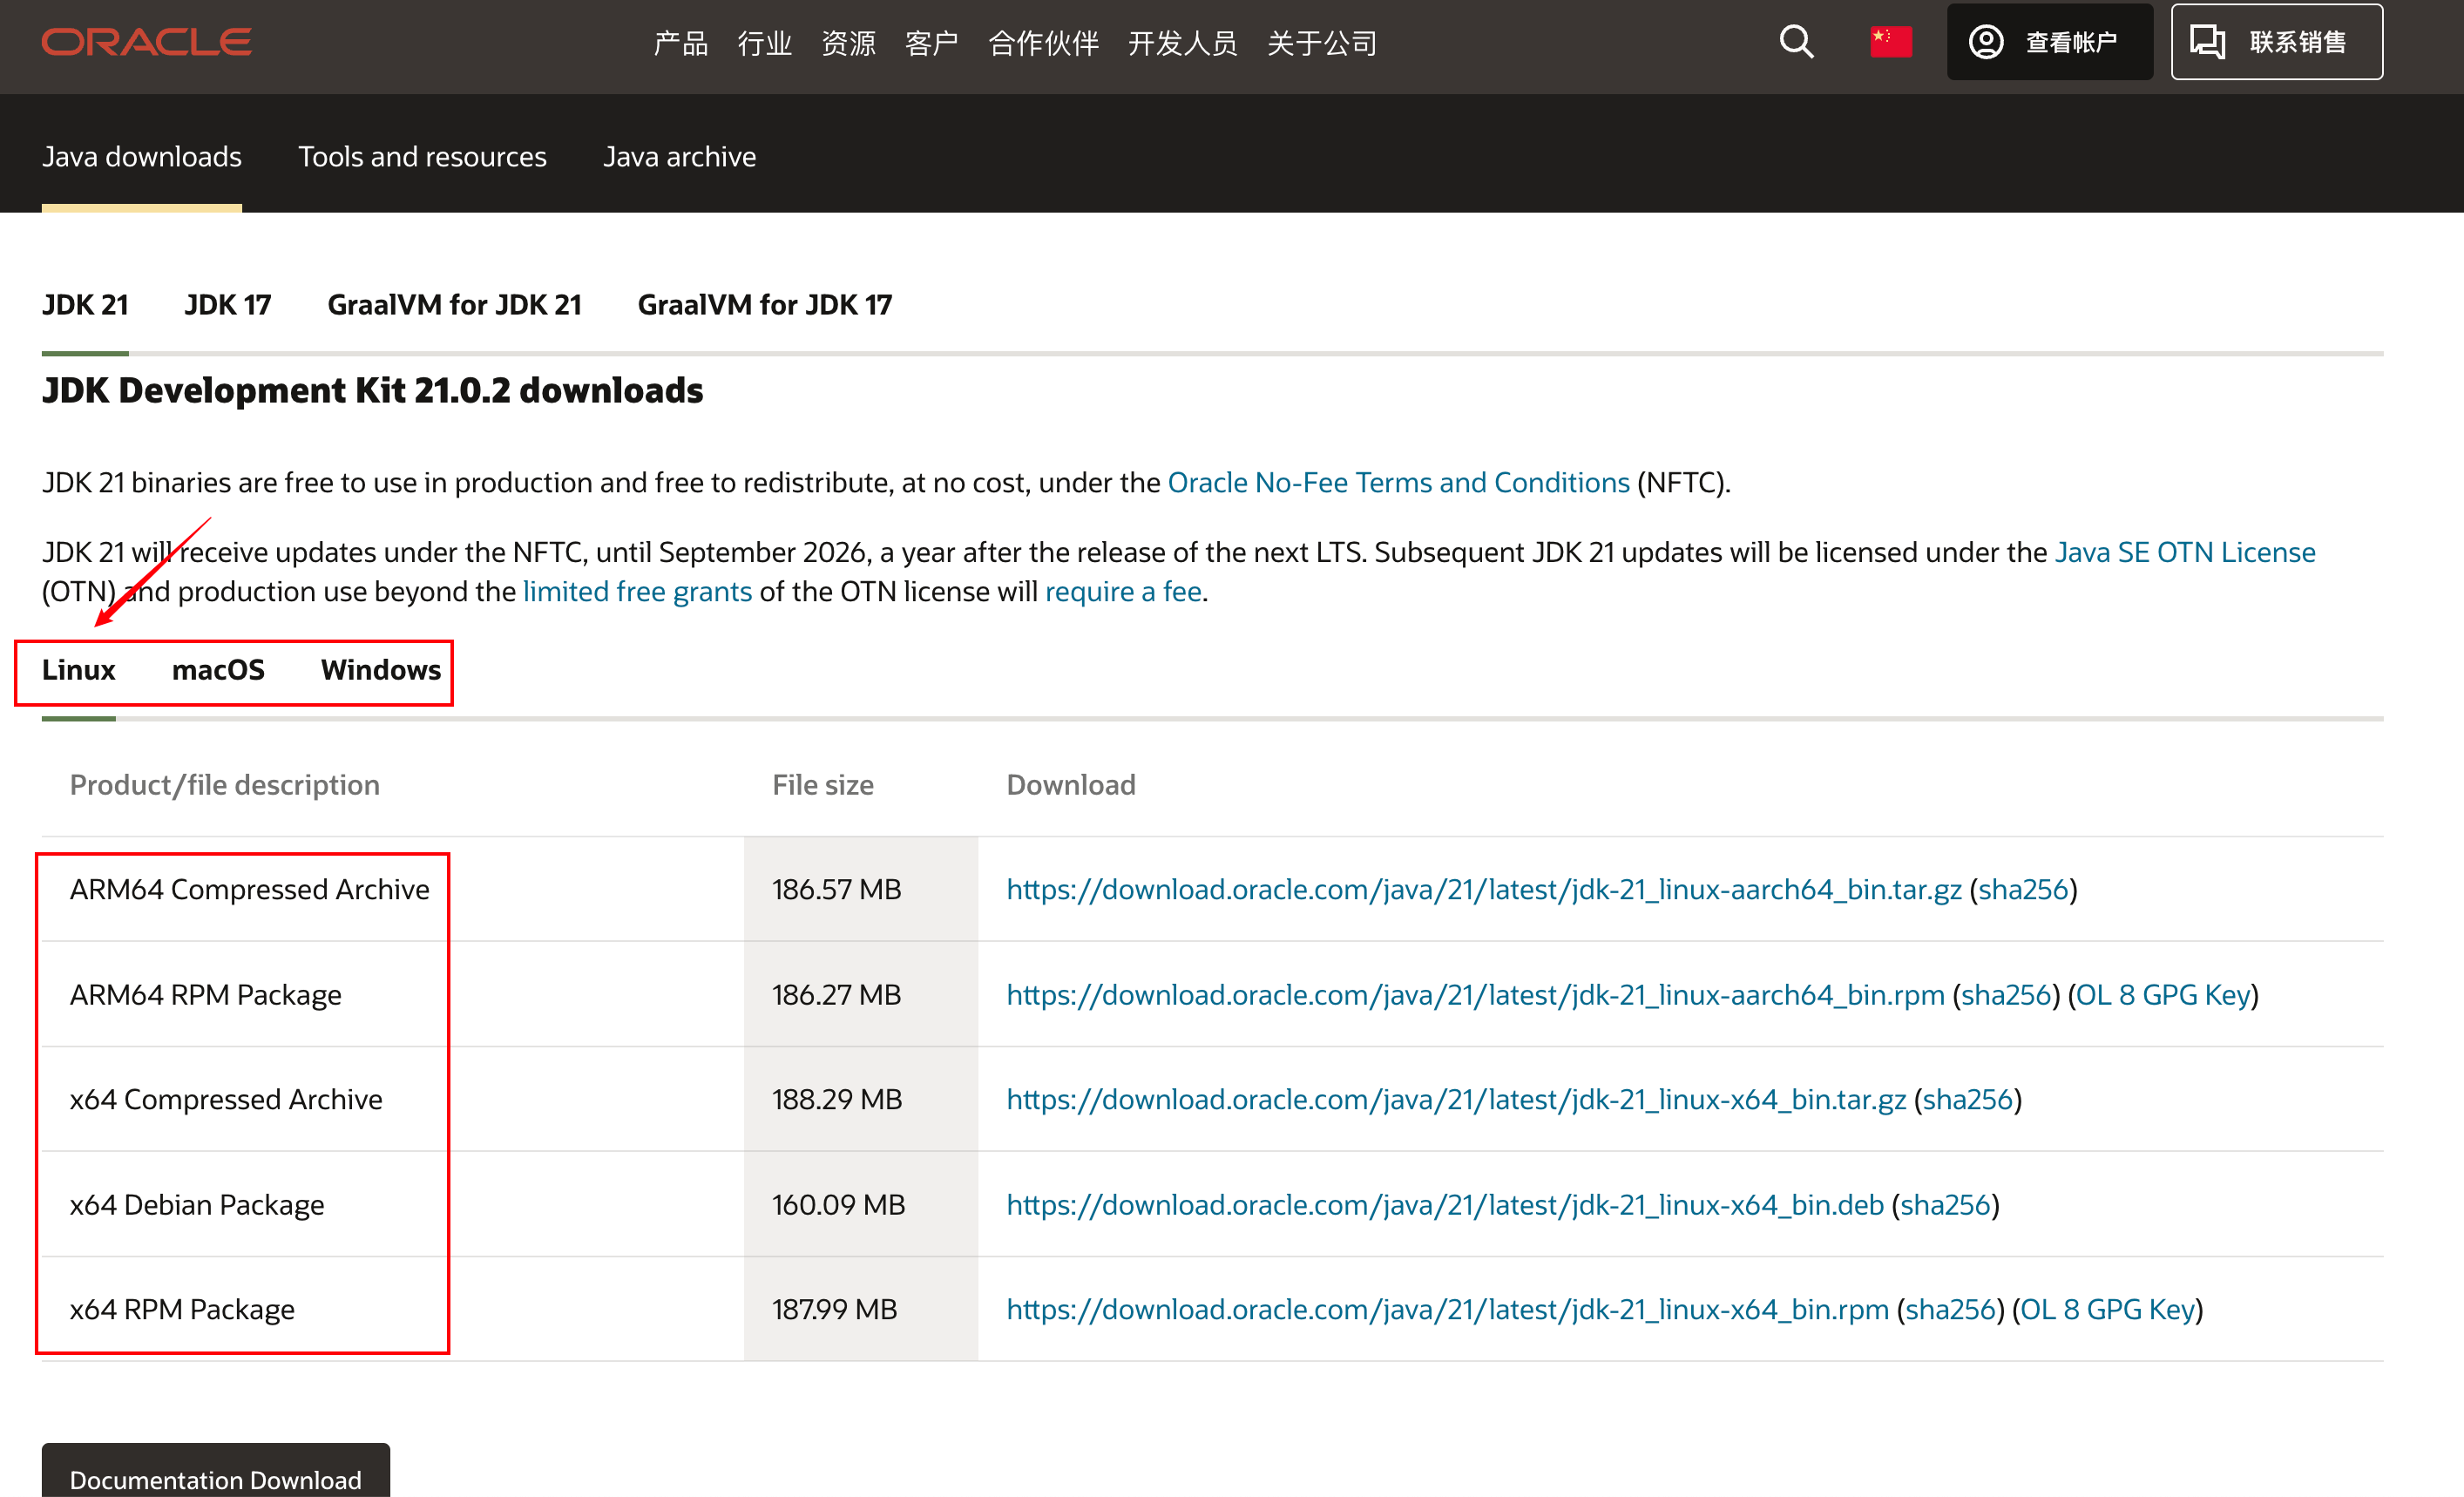 ORACLE 产品 行业 资源 客户 合作伙伴 开发人员 关于公司 查看帐户 联系销售
Java downloads Tools and resources Java archive
JDK 21 JDK 17 GraalVM for JDK 21 GraalVM for JDK 17
JDK Development Kit 21.0.2 downloads
JDK 21 binaries are free to use in production and free to redistribute, at no cost, under the Oracle No-Fee Terms and Conditions (NFTC).
JDK 21 will receive updates under the NFTC, until September 2026, a year after the release of the next LTS. Subsequent JDK 21 updates will be licensed under the Java SE OTN License
(OTN) and production use beyond the limited free grants of the OTN license will require a fee.
Linux macOS Windows
Product/file description File size Download
ARM64 Compressed Archive 186.57 MB https://download.oracle.com/java/21/latest/jdk-21_linux-aarch64_bin.tar.gz (sha256)
ARM64 RPM Package 186.27 MB https://download.oracle.com/java/21/latest/jdk-21_linux-aarch64_bin.rpm (sha256) (OL 8 GPG Key)
x64 Compressed Archive 188.29 MB https://download.oracle.com/java/21/latest/jdk-21_linux-x64_bin.tar.gz (sha256)
x64 Debian Package 160.09 MB https://download.oracle.com/java/21/latest/jdk-21_linux-x64_bin.deb (sha256)
x64 RPM Package 187.99 MB https://download.oracle.com/java/21/latest/jdk-21_linux-x64_bin.rpm (sha256) (OL 8 GPG Key)
Documentation Download